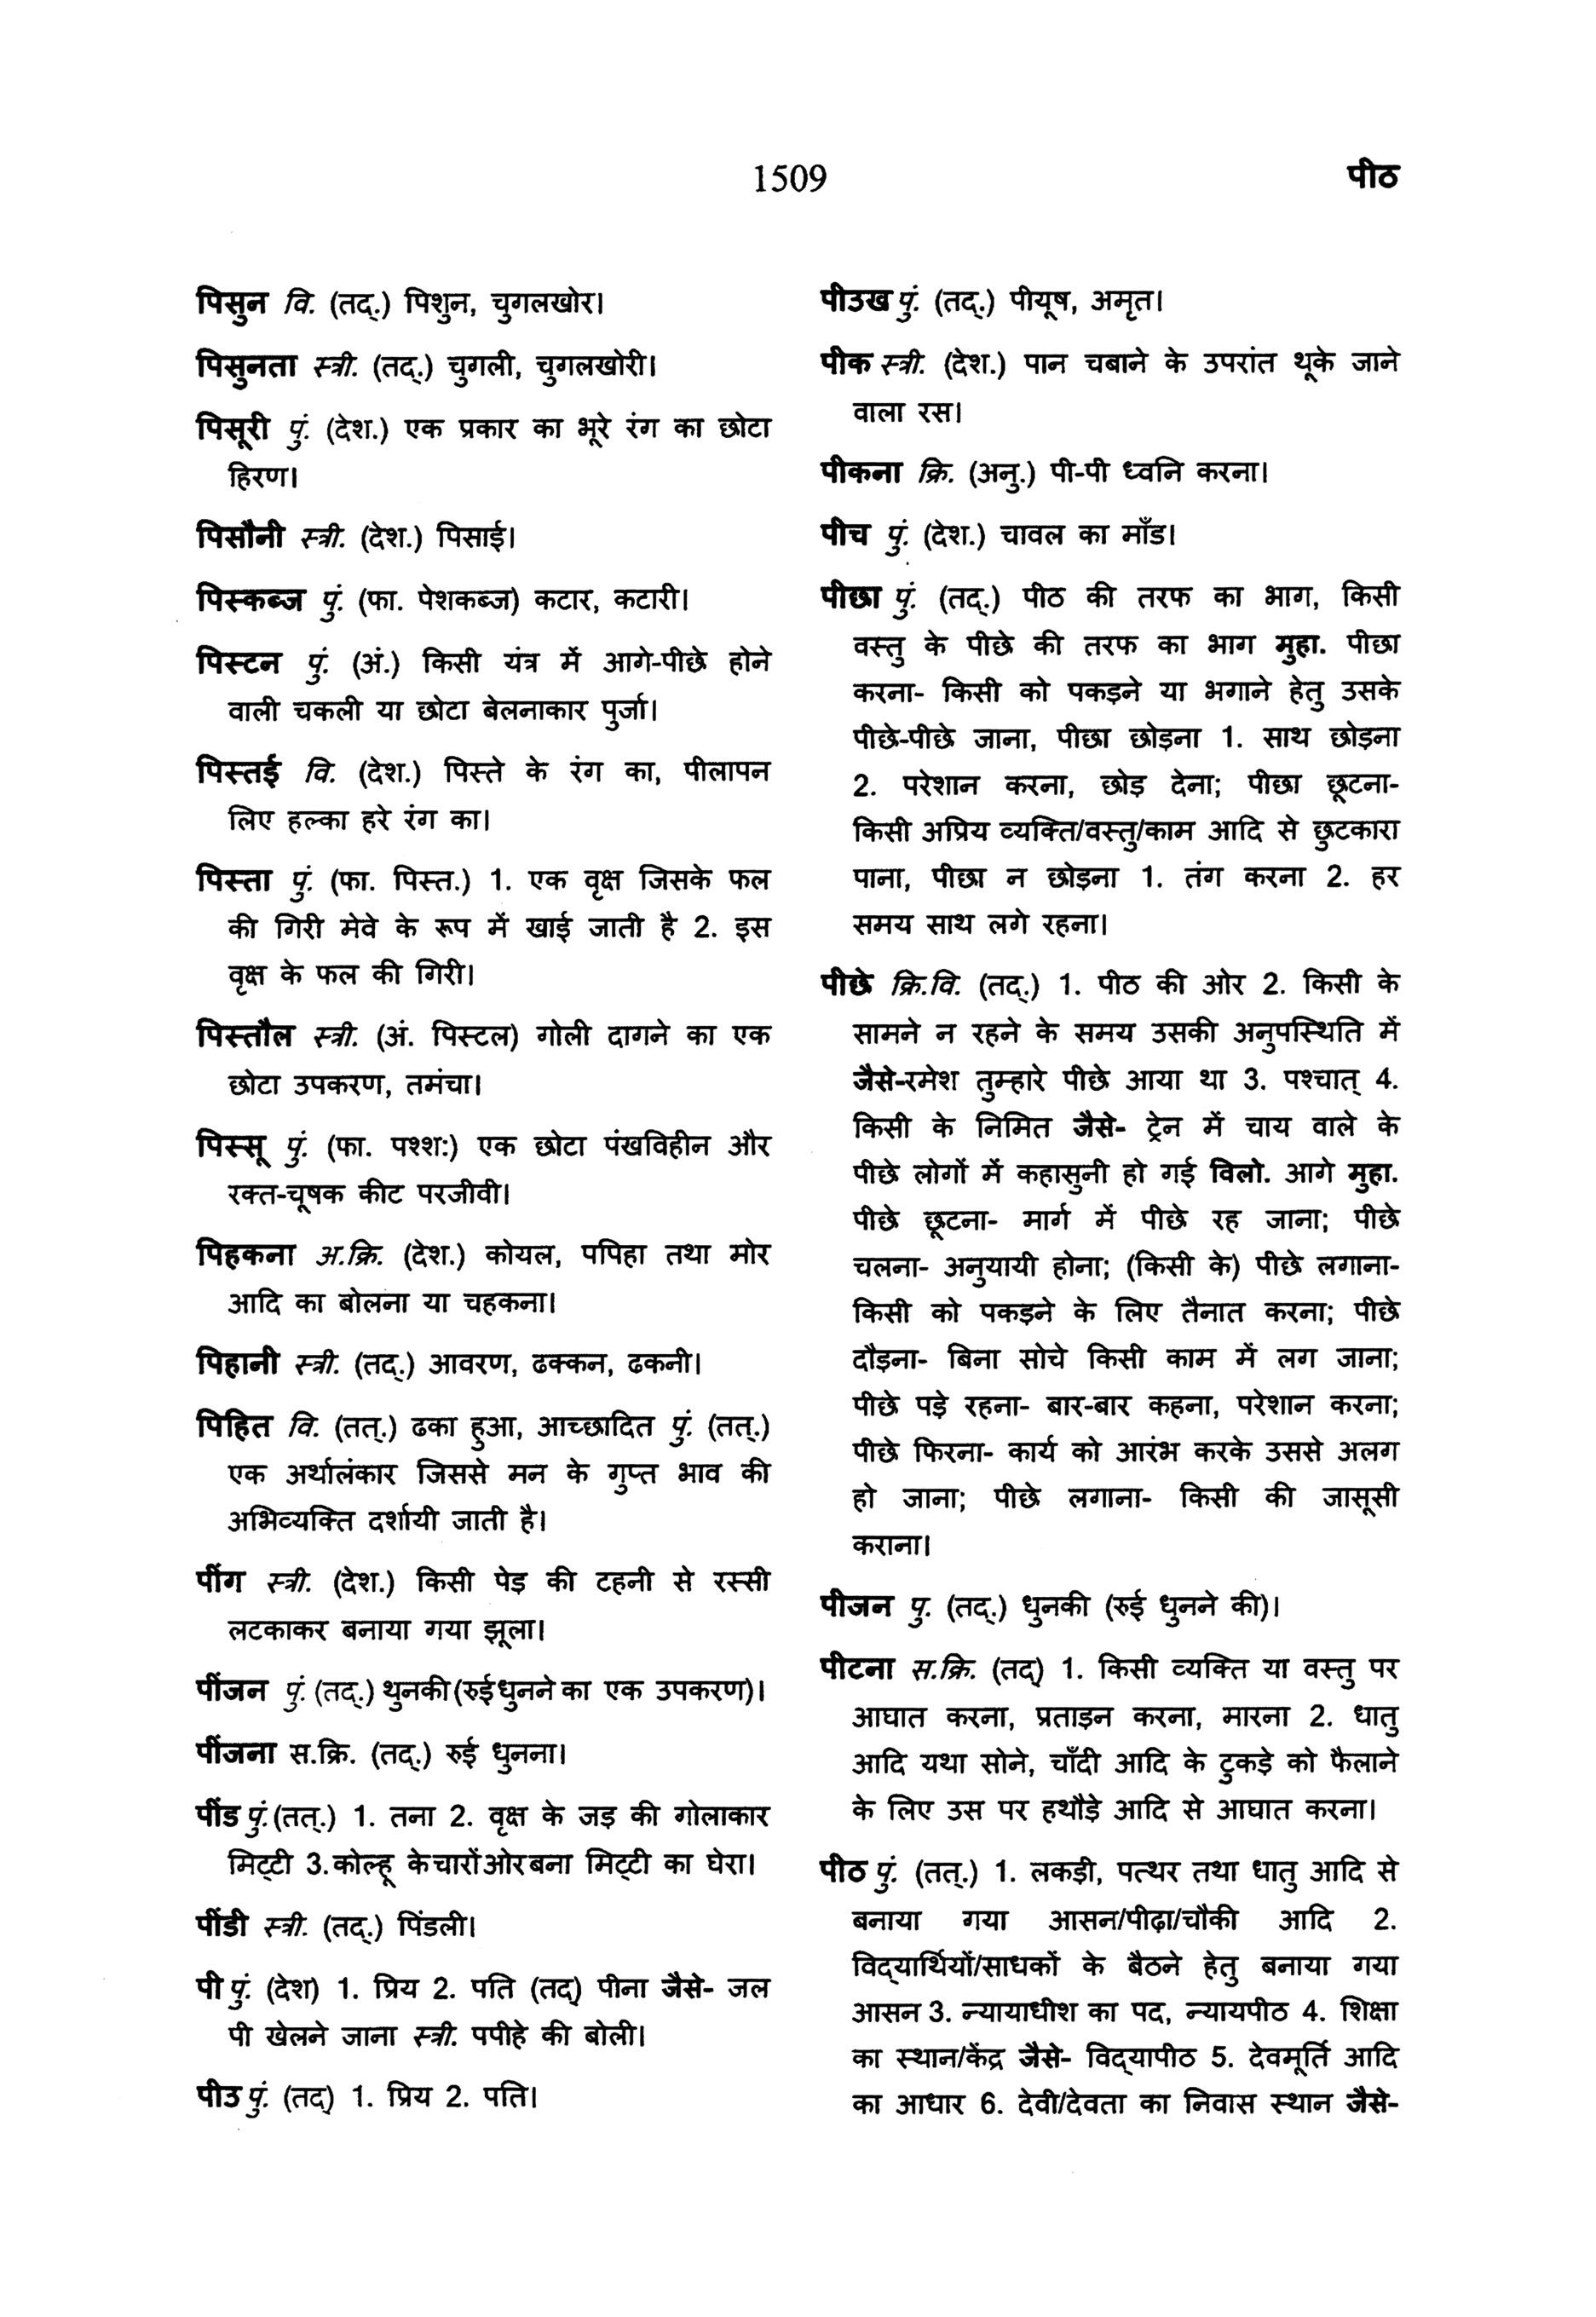 1509
पीठ
पिसुन वि. (तद्.) पिशुन, चुगलखोर।
पिसुनता स्त्री. (तद्.) चुगली, चुगलखोरी।
पिसूरी पुं. (देश.) एक प्रकार का भूरे रंग का छोटा
हिरण।
पिसौनी स्त्री. (देश.) पिसाई।
पिस्कब्ज पुं. (फा. पेशकब्ज) कटार, कटारी।
पिस्टन पुं. (अं.) किसी यंत्र में आगे-पीछे होने
वाली चकली या छोटा बेलनाकार पुर्जा।
पिस्तई वि. (देश.) पिस्ते के रंग का, पीलापन
लिए हल्का हरे रंग का।
पिस्ता पुं. (फा. पिस्त.) 1. एक वृक्ष जिसके फल
की गिरी मेवे के रूप में खाई जाती है 2. इस
वृक्ष के फल की गिरी।
पिस्तौल स्त्री. (अं. पिस्टल) गोली दागने का एक
छोटा उपकरण, तमंचा।
पिस्सू पुं. (फा. पश्श:) एक छोटा पंखविहीन और
रक्त-चूषक कीट परजीवी।
पिहकना अ.क्रि. (देश.) कोयल, पपिहा तथा मोर
आदि का बोलना या चहकना।
पिहानी स्त्री. (तद्.) आवरण, ढक्कन, ढकनी।
पिहित वि. (तत्.) ढका हुआ, आच्छादित पुं. (तत्.)
एक अर्थालंकार जिससे मन के गुप्त भाव की
अभिव्यक्ति दर्शायी जाती है।
पींग स्त्री. (देश.) किसी पेड़ की टहनी से रस्सी
लटकाकर बनाया गया झूला।
पींजन पुं. (तद्.) थुनकी (रुई धुनने का एक उपकरण)।
पींजना स.क्रि. (तद्.) रुई धुनना।
पींड पुं. (तत्.) 1. तना 2. वृक्ष के जड़ की गोलाकार
मिट्‌टी 3. कोल्हू के चारों ओर बना मिट्‌टी का घेरा।
पींडी स्त्री. (तद्.) पिंडली।
पी पुं. (देश) 1. प्रिय 2. पति (तद्) पीना जैसे- जल
पी खेलने जाना स्त्री. पपीहे की बोली।
पीउ पुं. (तद्) 1. प्रिय 2. पति।
पीउख पुं. (तद्.) पीयूष, अमृत।
पीक स्त्री. (देश.) पान चबाने के उपरांत थूके जाने
वाला रस।
पीकना क्रि. (अनु.) पी-पी ध्वनि करना।
पीच पुं. (देश.) चावल का माँड।
पीछा पुं. (तद्.) पीठ की तरफ का भाग, किसी
वस्तु के पीछे की तरफ का भाग मुहा. पीछा
करना- किसी को पकड़ने या भगाने हेतु उसके
पीछे-पीछे जाना, पीछा छोड़ना 1. साथ छोड़ना
2. परेशान करना, छोड़ देना; पीछा छूटना-
किसी अप्रिय व्यक्ति/वस्तु/काम आदि से छुटकारा
पाना, पीछा न छोड़ना 1. तंग करना 2. हर
समय साथ लगे रहना।
पीछे क्रि.वि. (तद्.) 1. पीठ की ओर 2. किसी के
सामने न रहने के समय उसकी अनुपस्थिति में
जैसे-रमेश तुम्हारे पीछे आया था 3. पश्चात् 4.
किसी के निमित जैसे- ट्रेन में चाय वाले के
पीछे लोगों में कहासुनी हो गई विलो. आगे मुहा.
पीछे छूटना- मार्ग में पीछे रह जाना; पीछे
चलना- अनुयायी होना; (किसी के) पीछे लगाना-
किसी को पकड़ने के लिए तैनात करना; पीछे
दौड़ना- बिना सोचे किसी काम में लग जाना;
पीछे पड़े रहना- बार-बार कहना, परेशान करना;
पीछे फिरना- कार्य को आरंभ करके उससे अलग
हो जाना; पीछे लगाना- किसी की जासूसी
कराना।
पीजन पु. (तद्.) धुनकी (रुई धुनने की)।
पीटना स.क्रि. (तद्) 1. किसी व्यक्ति या वस्तु पर
आघात करना, प्रताड़न करना, मारना 2. धातु
आदि यथा सोने, चाँदी आदि के टुकड़े को फैलाने
के लिए उस पर हथौड़े आदि से आघात करना।
पीठ पुं. (तत्.) 1. लकड़ी, पत्थर तथा धातु आदि से
बनाया गया आसन/पीढ़ा/चौकी आदि 2.
विद्‌यार्थियों/साधकों के बैठने हेतु बनाया गया
आसन 3. न्यायाधीश का पद, न्यायपीठ 4. शिक्षा
का स्थान/केंद्र जैसे- विद्‌यापीठ 5. देवमूर्ति आदि
का आधार 6. देवी/देवता का निवास स्थान जैसे-